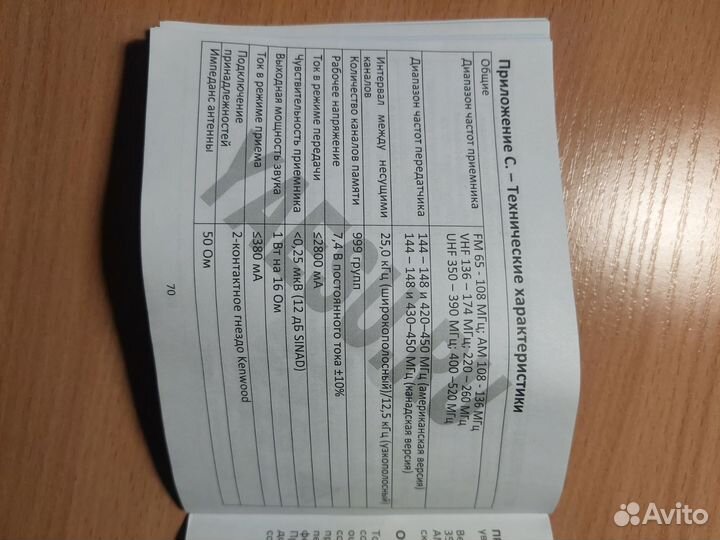 Приложение С. – Технические характеристики
Общие
Диапазон частот приемника
FM 65 - 108 МГц; AM 108 - 136 МГц
VHF 136 – 174 МГц; 220 – 260 МГц
UHF 350 – 390 МГц; 400 –520 МГц
Диапазон частот передатчика
144 – 148 и 420–450 МГц (американская версия)
144 – 148 и 430–450 МГц (канадская версия)
Интервал между несущими
каналов
25,0 кГц (широкополосный)/12,5 кГц (узкополосный)
Количество каналов памяти
999 групп
Рабочее напряжение
7,4 В постоянного тока ±10%
Ток в режиме передачи
≤2800 мА
Чувствительность приемника
<0,25 мкВ (12 дБ SINAD)
Выходная мощность звука
1 Вт на 16 Ом
Ток в режиме приема
≤380 мА
Подключение
принадлежностей
2-контактное гнездо Kenwood
Импеданс антенны
50 Ом
70
Avito